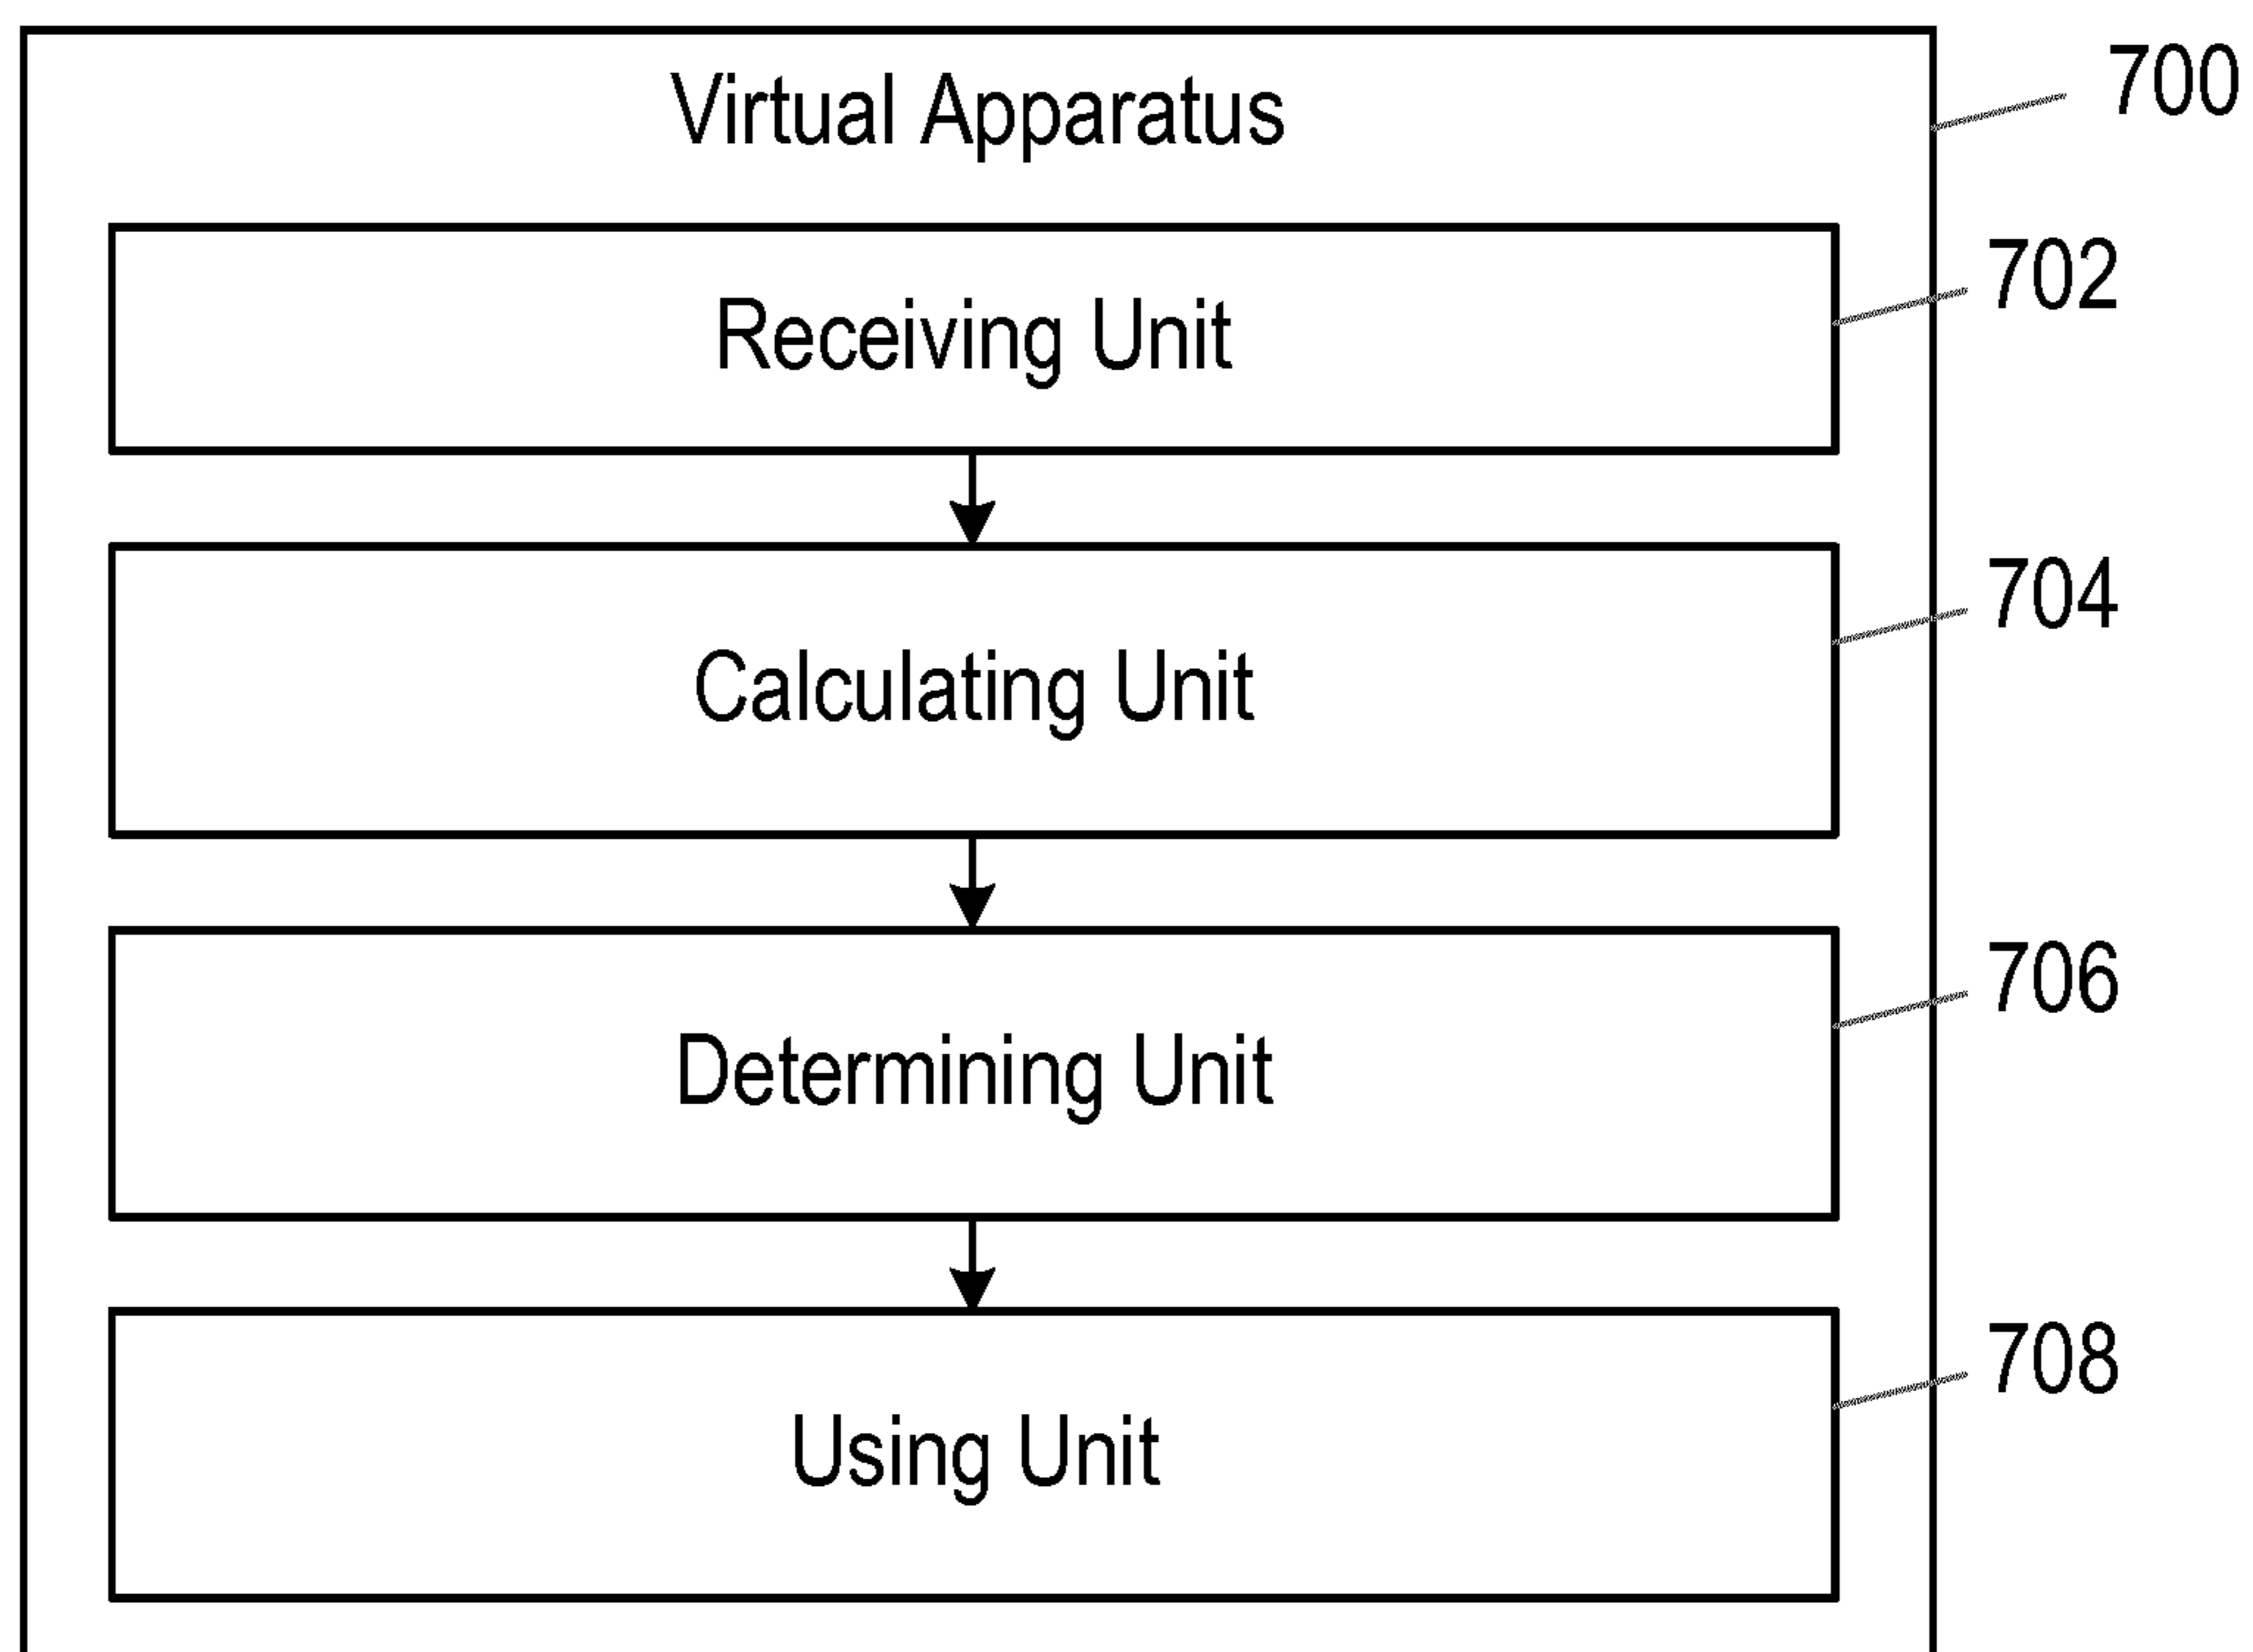 Virtual Apparatus
700
Receiving Unit
702
Calculating Unit
704
Determining Unit
706
Using Unit
708